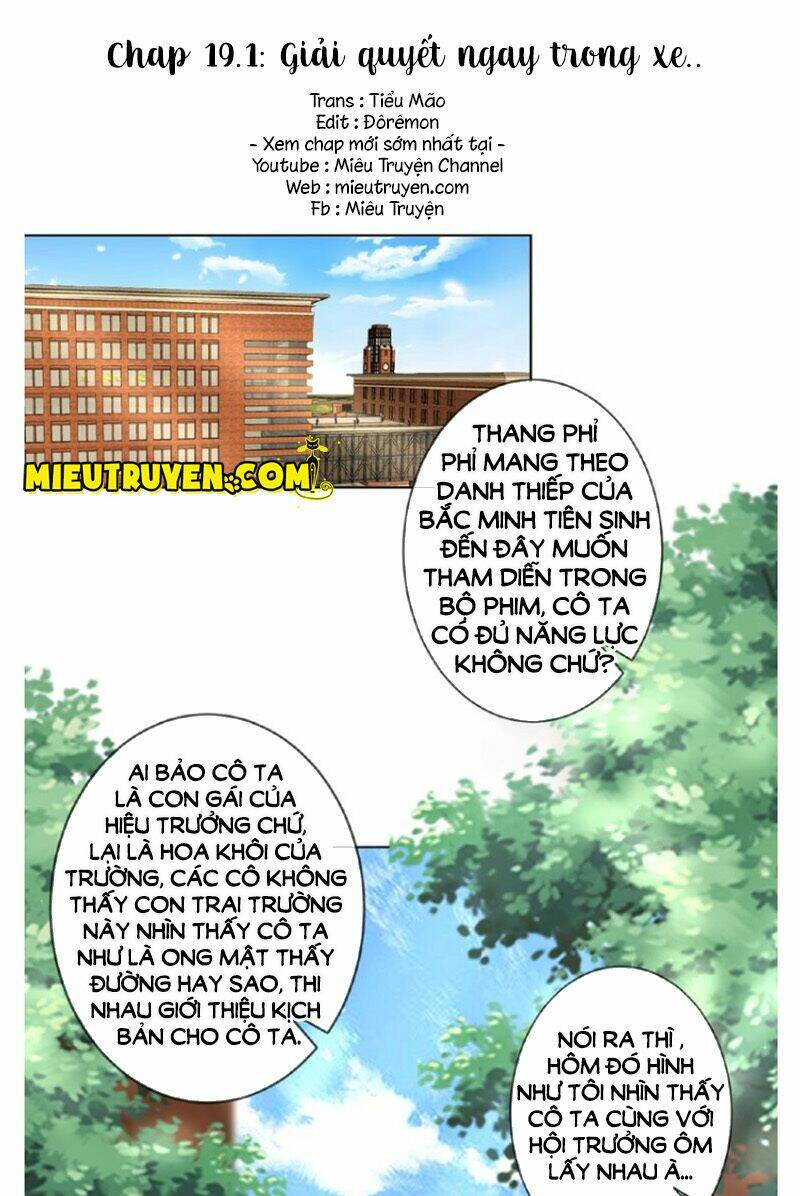 Chap 19.1: Giải quyết ngay trong xe..
Trans : Tiểu Mão
Edit : Đôrêmon
- Xem chap mới sớm nhất tại -
Youtube : Miêu Truyện Channel
Web : mieutruyen.com
Fb : Miêu Truyện
MIEUTRUYEN.COM
THANG PHỈ
PHỈ MANG THEO
DANH THIẾP CỦA
BẮC MINH TIÊN SINH
ĐẾN ĐÂY MUỐN
THAM DIỄN TRONG
BỘ PHIM, CÔ TA
CÓ ĐỦ NĂNG LỰC
KHÔNG CHỨ?
AI BẢO CÔ TA
LÀ CON GÁI CỦA
HIỆU TRƯỞNG CHỨ,
LẠI LÀ HOA KHÔI CỦA
TRƯỜNG, CÁC CÔ KHÔNG
THẤY CON TRAI TRƯỜNG
NÀY NHÌN THẤY CÔ TA
NHƯ LÀ ONG MẬT THẤY
ĐƯỜNG HAY SAO, THI
NHAU GIỚI THIỆU KỊCH
BẢN CHO CÔ TA.
NÓI RA THÌ ,
HÔM ĐÓ HÌNH
NHƯ TÔI NHÌN THẤY
CÔ TA CÙNG VỚI
HỘI TRƯỞNG ÔM
LẤY NHAU À...